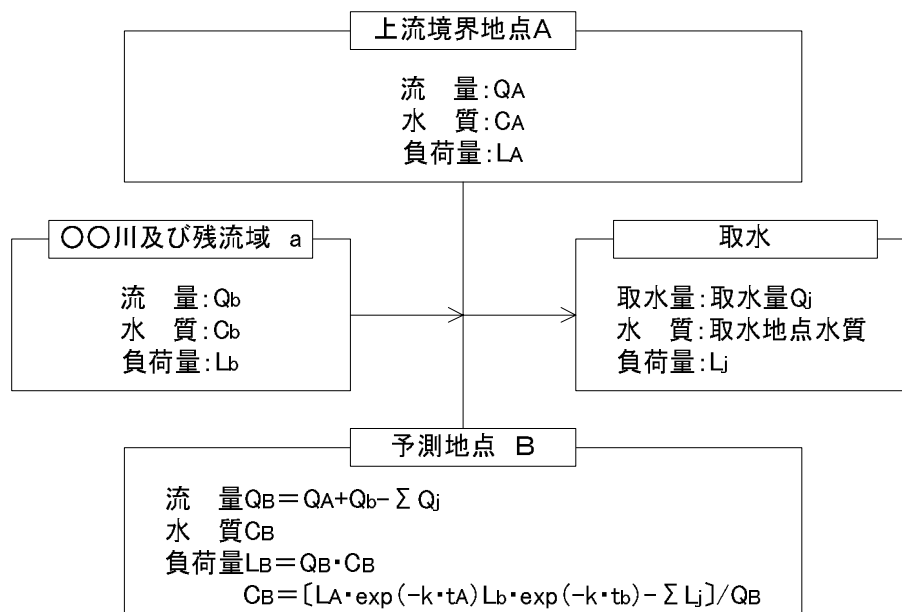 上流境界地点A
流　量:QA
水　質:CA
負荷量:LA
〇〇川及び残流域 a
流　量:Qb
水　質:Cb
負荷量:Lb
取水
取水量:取水量Qj
水　質:取水地点水質
負荷量:Lj
予測地点 B
流　量QB＝QA+Qb-ΣQj
水　質CB
負荷量LB＝QB・CB
CB＝[LA・exp(-k・tA)Lb・exp(-k・tb)-ΣLj]/QB